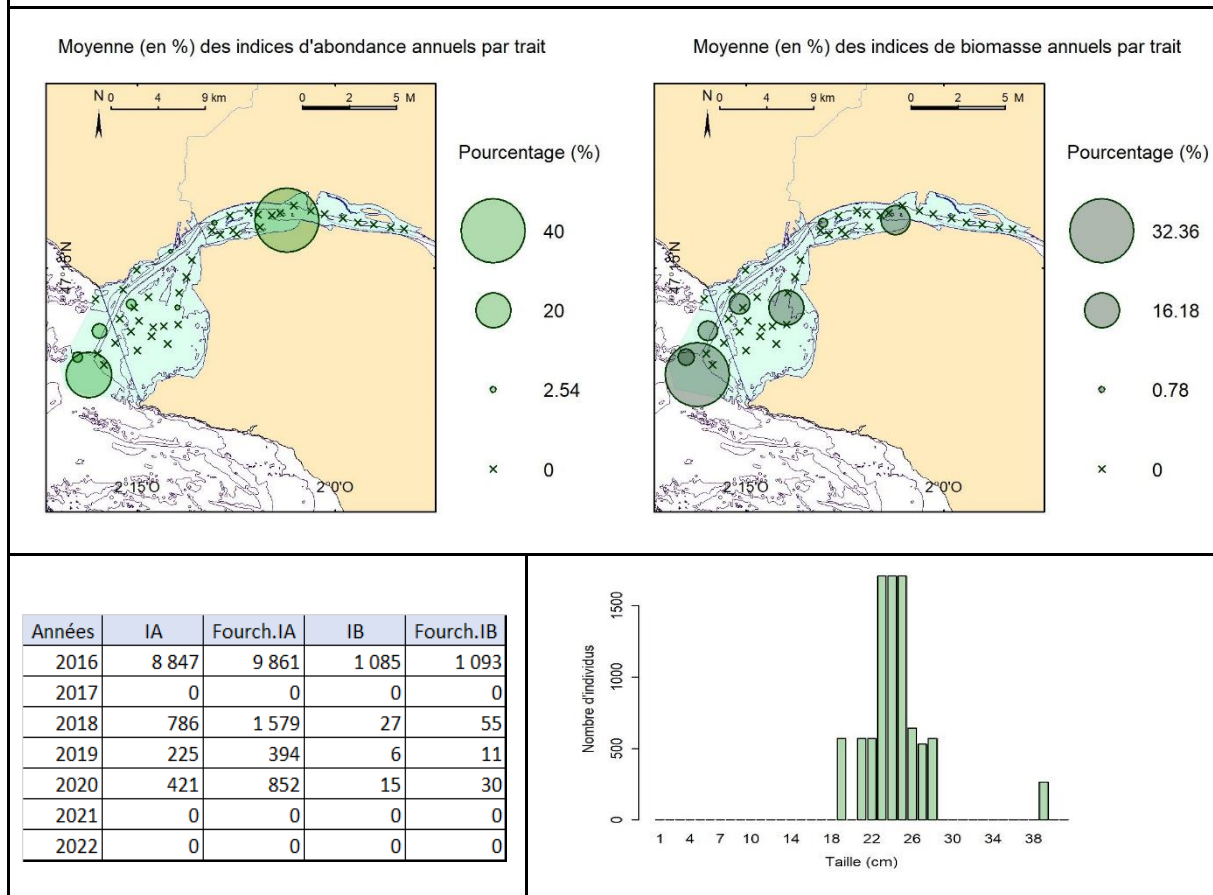 Moyenne (en %) des indices d'abondance annuels par trait
N 0 4 9 km 0 2 5 M
47°18'N
2°15'O 2°0'O
Pourcentage (%)
40
20
2.54
0
Moyenne (en %) des indices de biomasse annuels par trait
N 0 4 9 km 0 2 5 M
47°18'N
2°15'O 2°0'O
Pourcentage (%)
32.36
16.18
0.78
0
Années IA Fourch.IA IB Fourch.IB
2016 8 847 9 861 1 085 1 093
2017 0 0 0 0
2018 786 1 579 27 55
2019 225 394 6 11
2020 421 852 15 30
2021 0 0 0 0
2022 0 0 0 0
Nombre d'individus
1500
1000
500
0
1 4 7 10 14 18 22 26 30 34 38
Taille (cm)